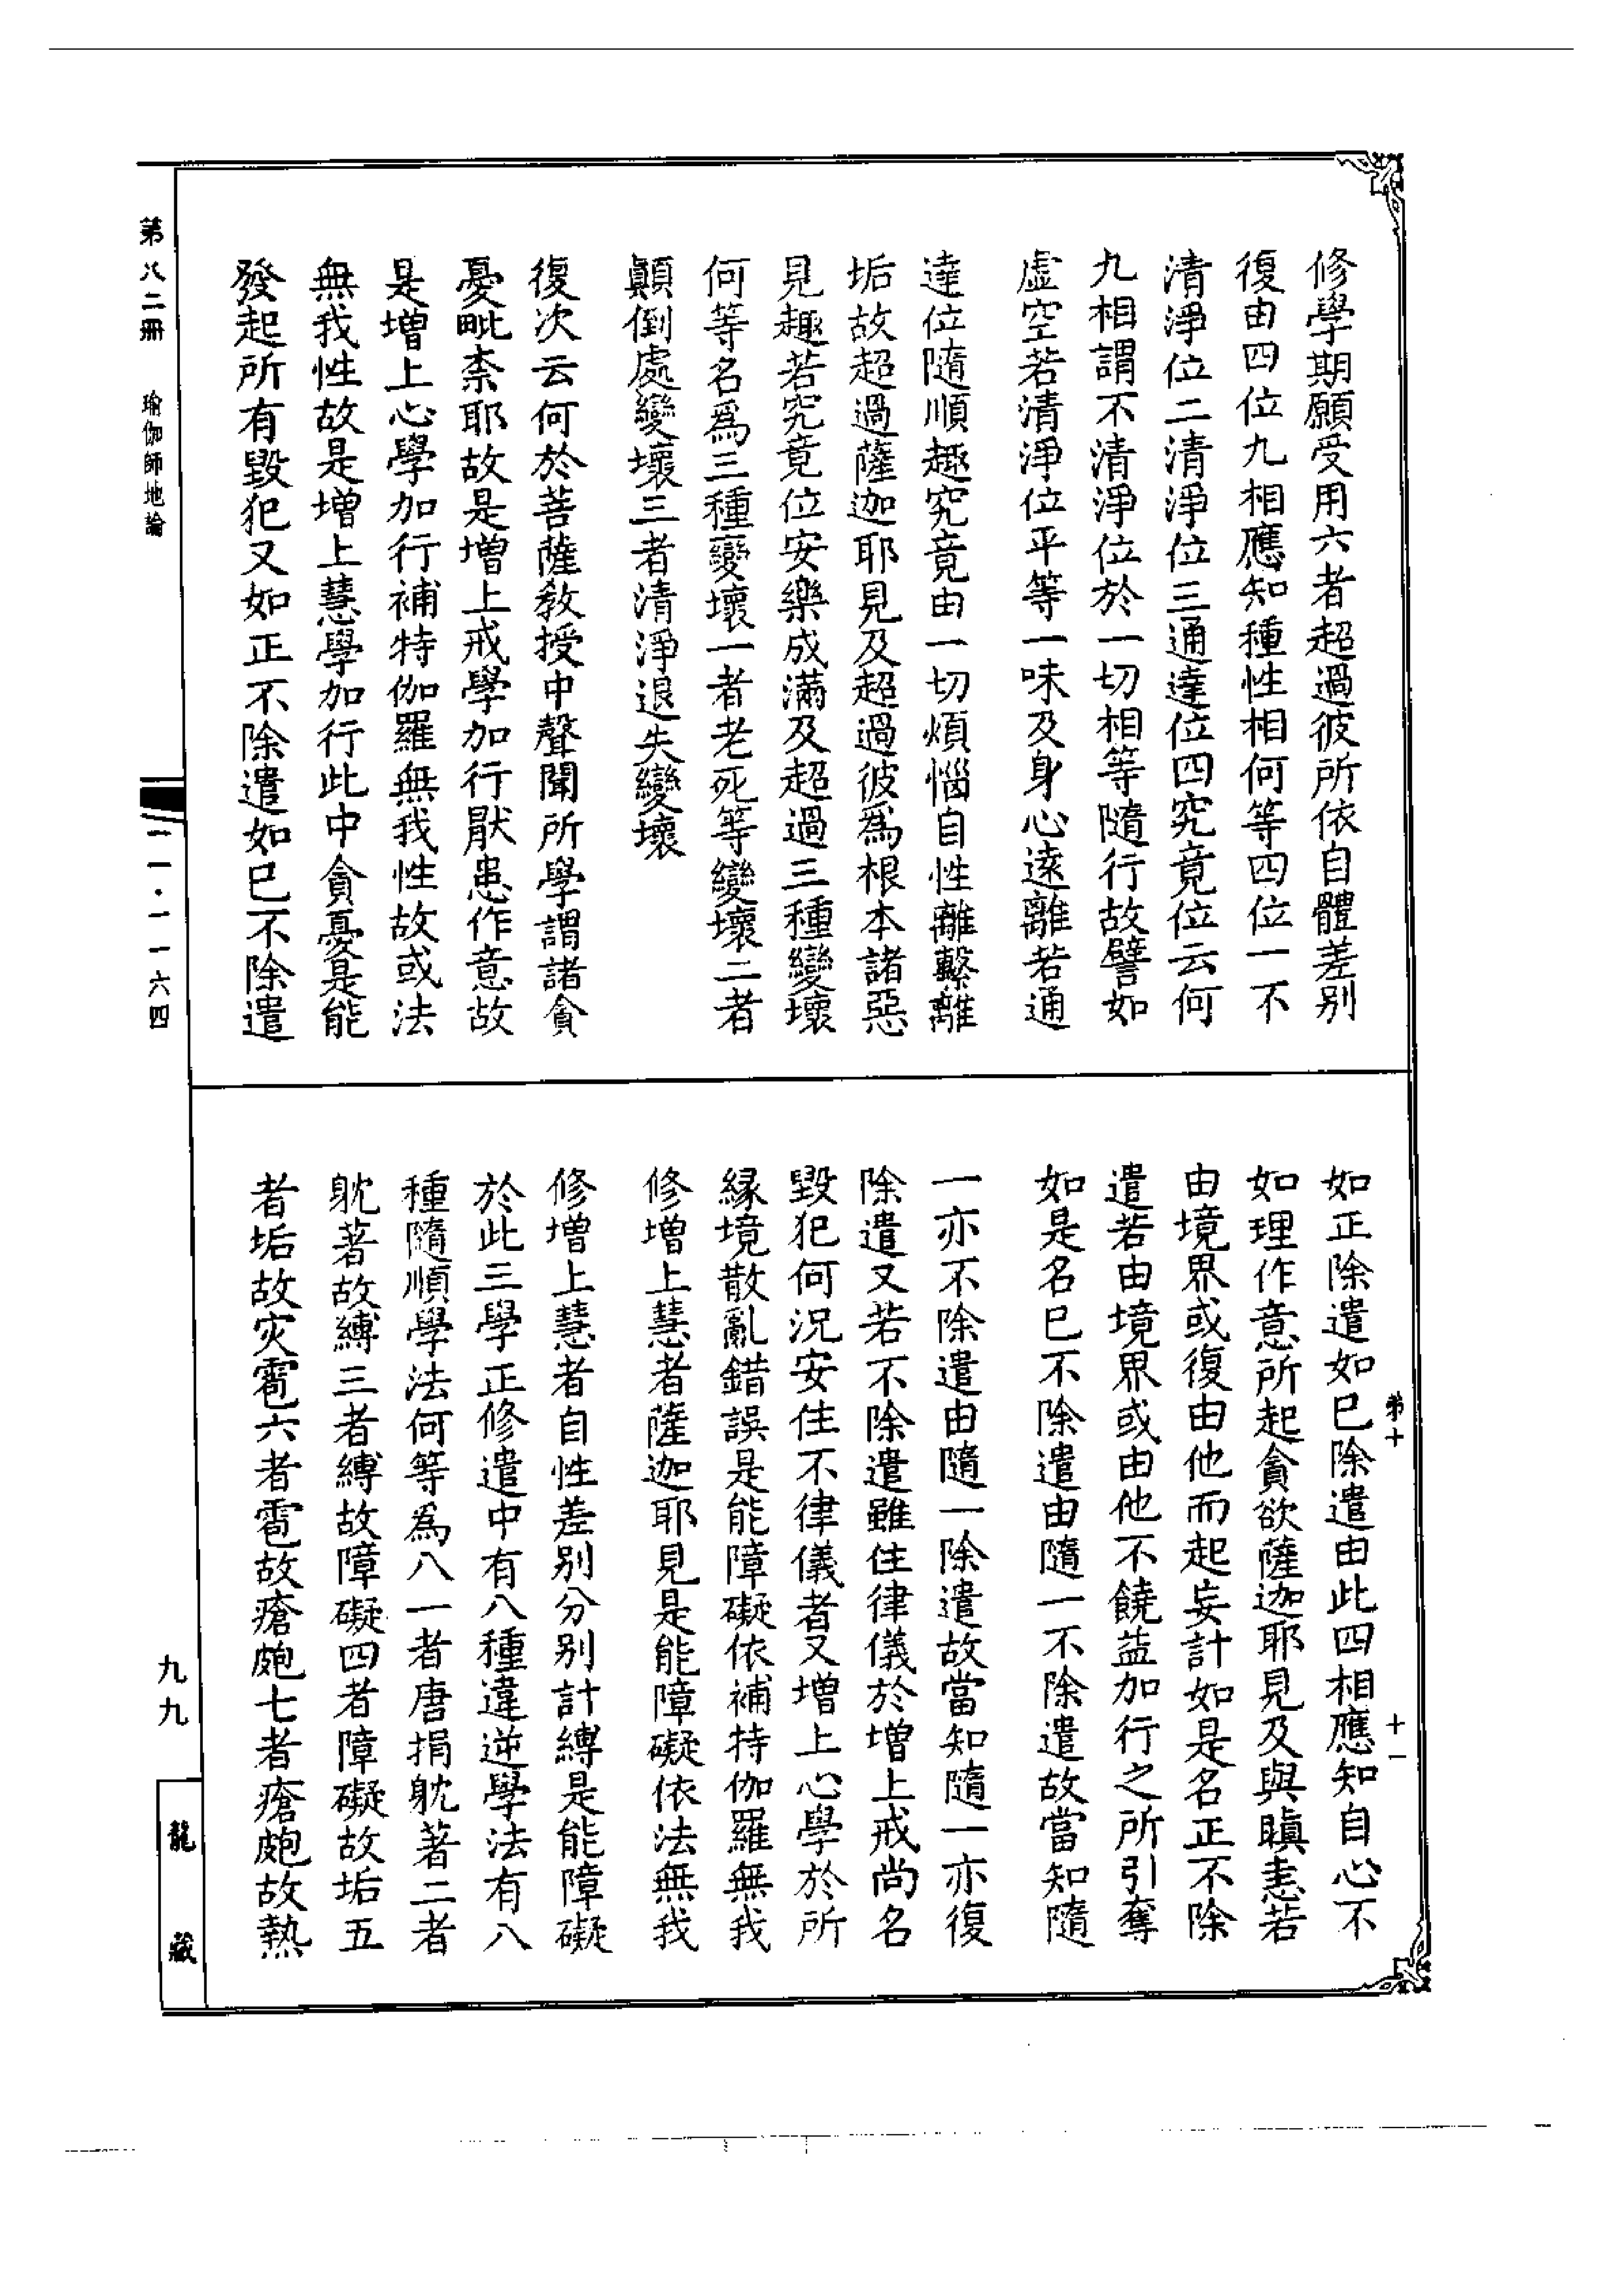 修學期願受用六者超過彼所依自體差别
復由四位九相應知種性相何等四位一不
清淨位二清淨位三通達位四究竟位云何
九相謂不清淨位於一切相等隨行故譬如
虛空若清淨位平等一味及身心遠離若通
達位隨順趣究竟由一切煩惱自性離繫離
垢故超過薩迦耶見及超過彼爲根本諸惡
見趣若究竟位安樂成滿及超過三種變壞
何等名爲三種變壞一者老死等變壞二者
顛倒處變壞三者清淨退失變壞
復次云何於菩薩教授中聲聞所學謂諸貪
憂毗柰耶故是增上戒學加行猒患作意故
是增上心學加行補特伽羅無我性故或法
無我性故是增上慧學加行此中貪憂是能
發起所有毀犯又如正不除遣如已不除遣
如正除遣如已除遣由此四相應知自心不
如理作意所起貪欲薩迦耶見及與瞋恚若
由境界或復由他而起妄計如是名正不除
遣若由境界或由他不饒益加行之所引奪
如是名已不除遣由隨一不除遣故當知隨
一亦不除遣由隨一除遣故當知隨一亦復
除遣又若不除遣雖住律儀於增上戒尚名
毀犯何況安住不律儀者又增上心學於所
緣境散亂錯誤是能障礙依補特伽羅無我
修增上慧者薩迦耶見是能障礙依法無我
修增上慧者自性差别分别計縛是能障礙
於此三學正修遣中有八種違逆學法有八
種隨順學法何等爲八一者唐捐躭著二者
躭著故縛三者縛故障礙四者障礙故垢五
者垢故灾雹六者雹故瘡皰七者瘡皰故熱
第八二册　瑜伽師地論
一一·一一六四
九九
龍藏
第十
十一